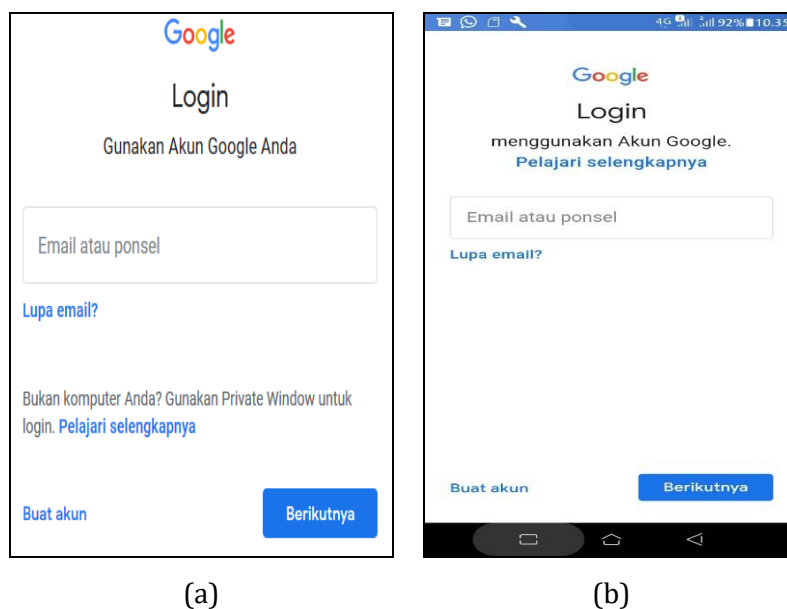 Google
Login
Gunakan Akun Google Anda
Email atau ponsel
Lupa email?
Bukan komputer Anda? Gunakan Private Window untuk
login. Pelajari selengkapnya
Buat akun
Berikutnya
(a)
4G 92% 10.35
Google
Login
menggunakan Akun Google.
Pelajari selengkapnya
Email atau ponsel
Lupa email?
Buat akun
Berikutnya
(b)